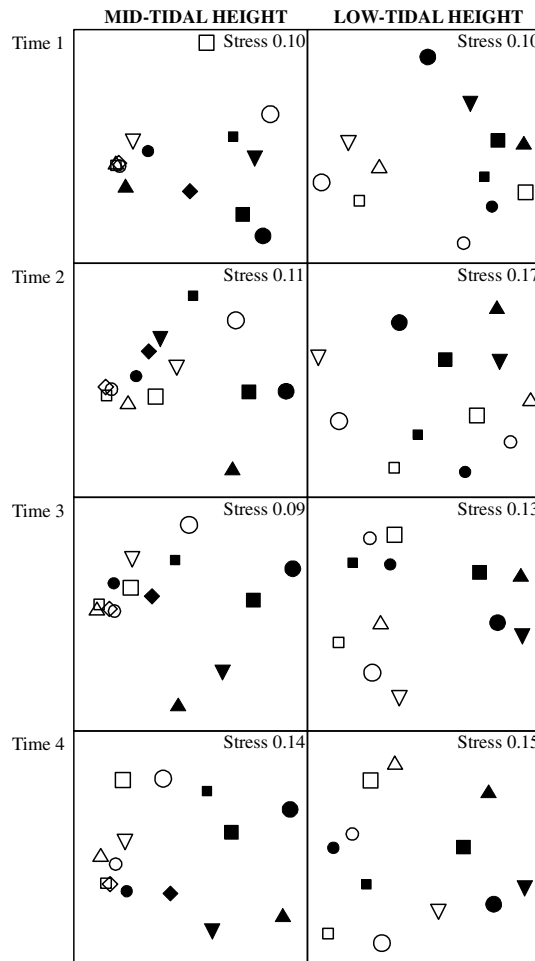 MID-TIDAL HEIGHT LOW-TIDAL HEIGHT
Time 1 Stress 0.10 Stress 0.10
Time 2 Stress 0.11 Stress 0.17
Time 3 Stress 0.09 Stress 0.13
Time 4 Stress 0.14 Stress 0.15